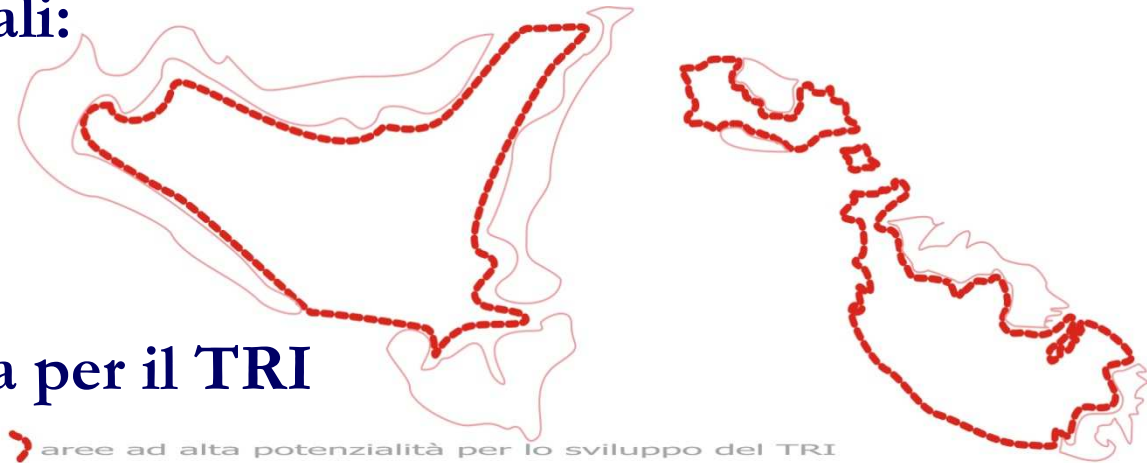 ali:
a per il TRI
aree ad alta potenzialità per lo sviluppo del TRI